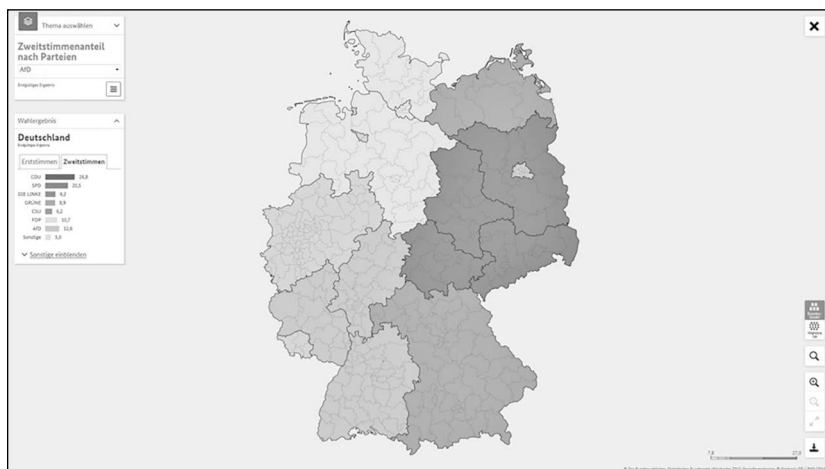 Thema auswählen
Zweitstimmenanteil
nach Parteien
AfD
Endgültiges Ergebnis
Wahlergebnis
Deutschland
Endgültiges Ergebnis
Erststimmen Zweitstimmen
CDU 26,8
SPD 20,5
DIE LINKE 9,2
GRÜNE 8,9
CSU 6,2
FDP 10,7
AfD 12,6
Sonstige 5,0
Sonstige einblenden
7,8
27,0